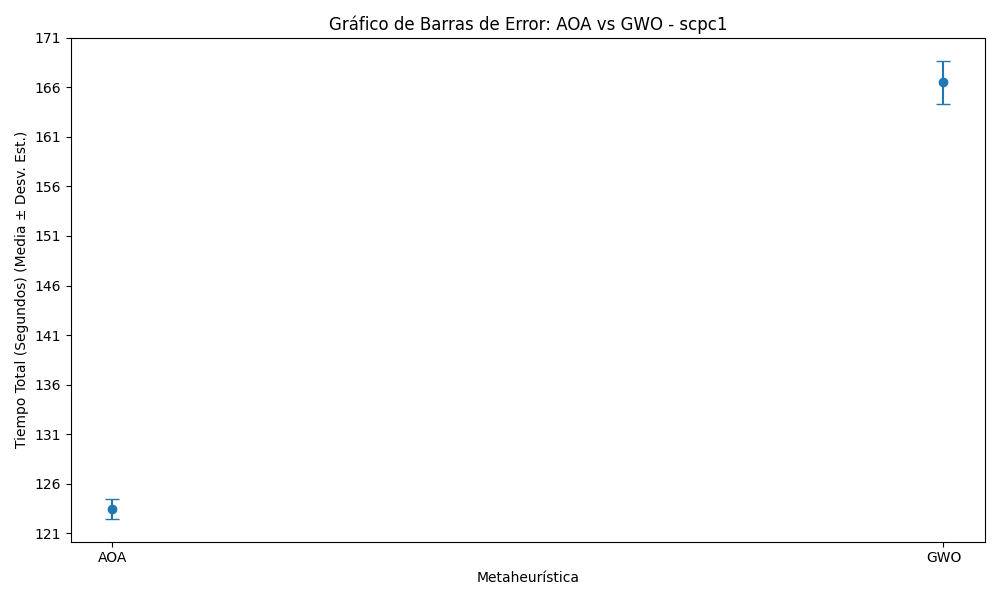 Gráfico de Barras de Error: AOA vs GWO - scpc1
Tiempo Total (Segundos) (Media ± Desv. Est.)
171
166
161
156
151
146
141
136
131
126
121
AOA
GWO
Metaheurística